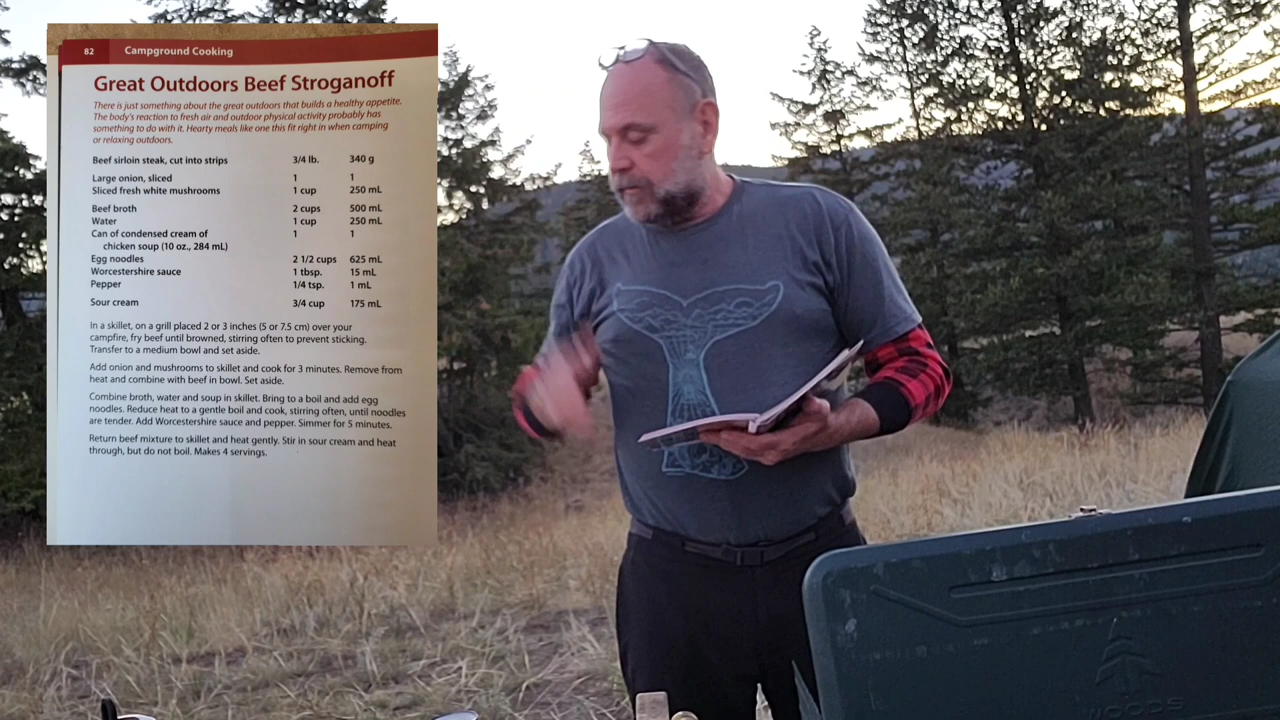 82 Campground Cooking
Great Outdoors Beef Stroganoff
There is just something about the great outdoors that builds a healthy appetite.
The body's reaction to fresh air and outdoor physical activity probably has
something to do with it. Hearty meals like one this fit right in when camping
or relaxing outdoors.
Beef sirloin steak, cut into strips 3/4 lb. 340 g
Large onion, sliced 1 1
Sliced fresh white mushrooms 1 cup 250 mL
Beef broth 2 cups 500 mL
Water 1 cup 250 mL
Can of condensed cream of 1 1
chicken soup (10 oz., 284 mL)
Egg noodles 2 1/2 cups 625 mL
Worcestershire sauce 1 tbsp. 15 mL
Pepper 1/4 tsp. 1 mL
Sour cream 3/4 cup 175 mL
In a skillet, on a grill placed 2 or 3 inches (5 or 7.5 cm) over your
campfire, fry beef until browned, stirring often to prevent sticking.
Transfer to a medium bowl and set aside.
Add onion and mushrooms to skillet and cook for 3 minutes. Remove from
heat and combine with beef in bowl. Set aside.
Combine broth, water and soup in skillet. Bring to a boil and add egg
noodles. Reduce heat to a gentle boil and cook, stirring often, until noodles
are tender. Add Worcestershire sauce and pepper. Simmer for 5 minutes.
Return beef mixture to skillet and heat gently. Stir in sour cream and heat
through, but do not boil. Makes 4 servings.
WOODS